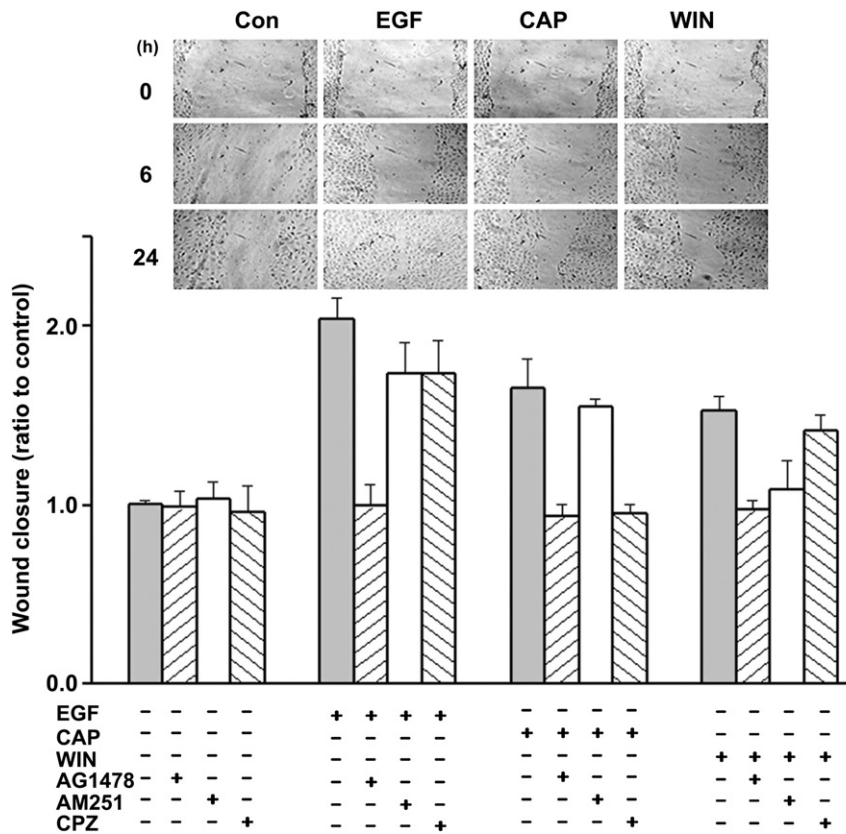 Con EGF CAP WIN
(h)
0
6
24
Wound closure (ratio to control)
2.0
1.0
0.0
EGF - - - - + + + + - - - - - - - -
CAP - - - - - - - - + + + + - - - -
WIN - - - - - - - - - - - - + + + +
AG1478 - + - - - + - - - + - - - + - -
AM251 - - + - - - + - - - + - - - + -
CPZ - - - + - - - + - - - + - - - +